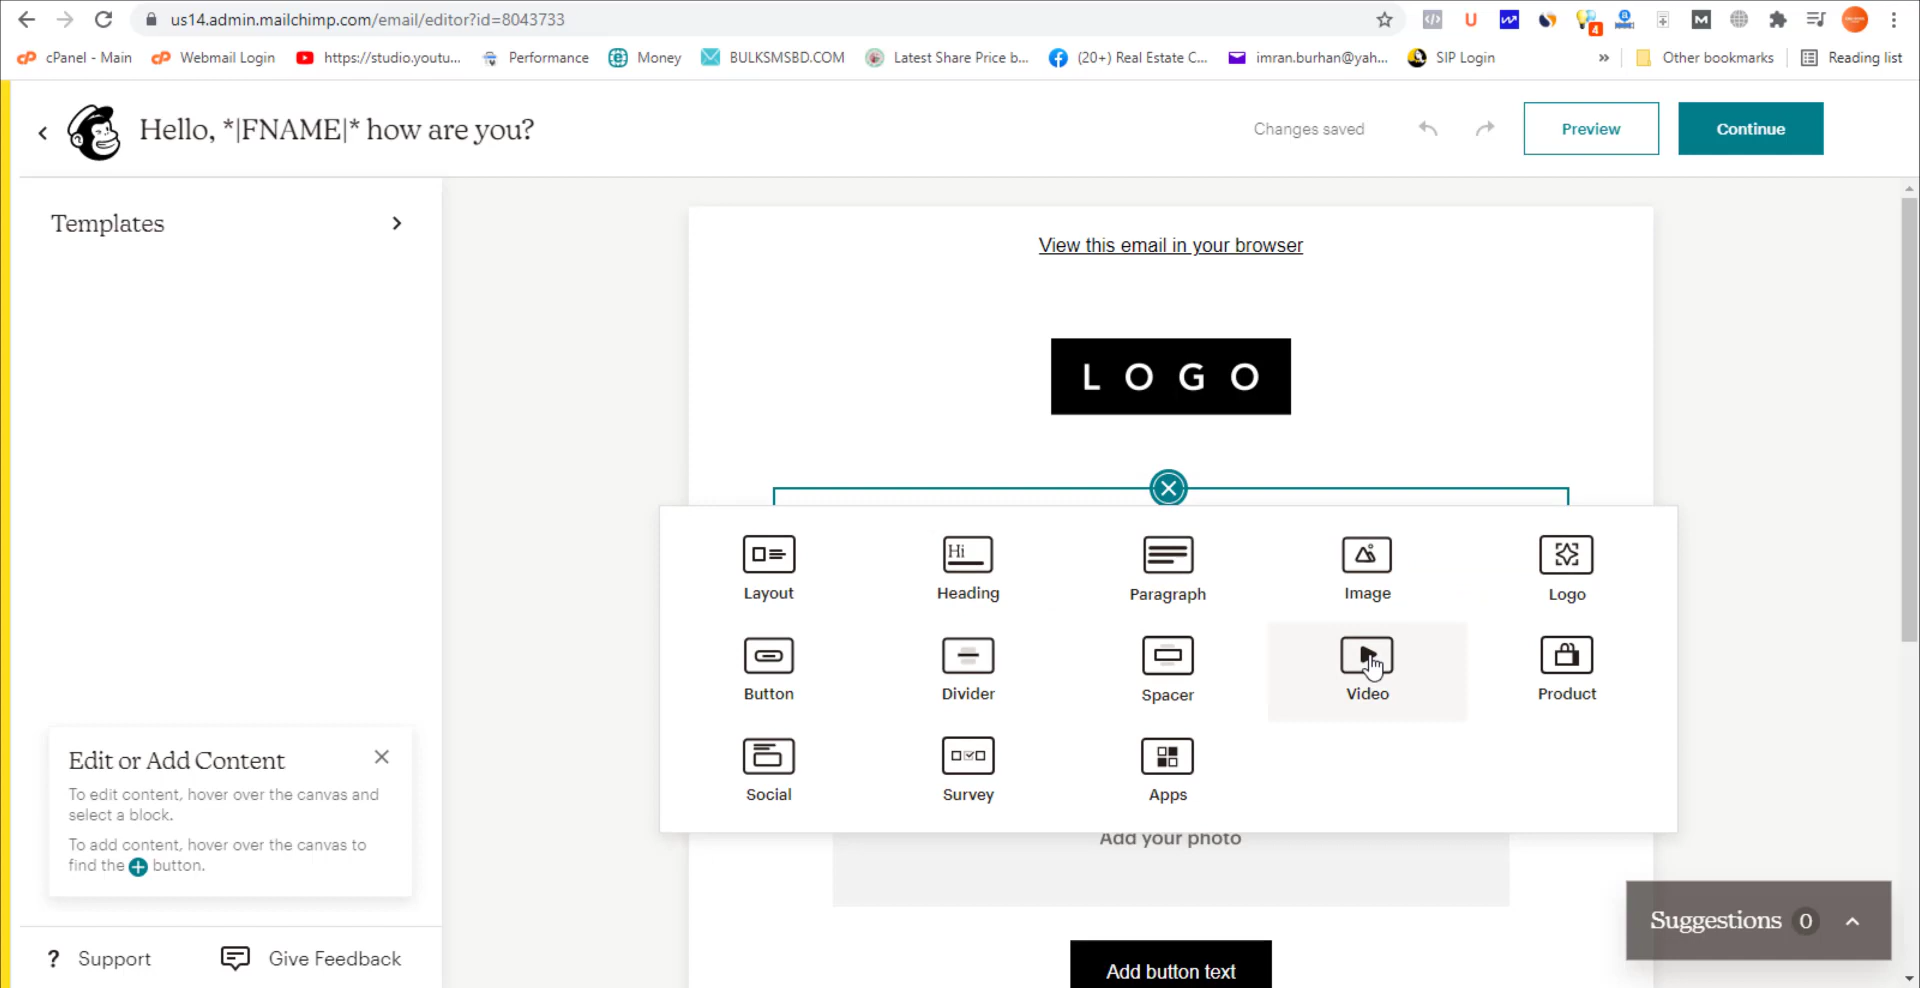 us14.admin.mailchimp.com/email/editor?id=8043733
4
cPanel - Main
Webmail Login
https://studio.youtu...
Performance
Money
BULKSMSBD.COM
Latest Share Price b...
(20+) Real Estate C...
imran.burhan@yah...
SIP Login
»
Other bookmarks
Reading list
Hello, *|FNAME|* how are you?
Changes saved
Preview
Continue
Templates
View this email in your browser
LOGO
Layout
Hi
Heading
Paragraph
Image
Logo
Button
Divider
Spacer
Video
Product
Social
Survey
Apps
Add your photo
Edit or Add Content
To edit content, hover over the canvas and
select a block.
To add content, hover over the canvas to
find the + button.
Suggestions 0
? Support
Give Feedback
Add button text